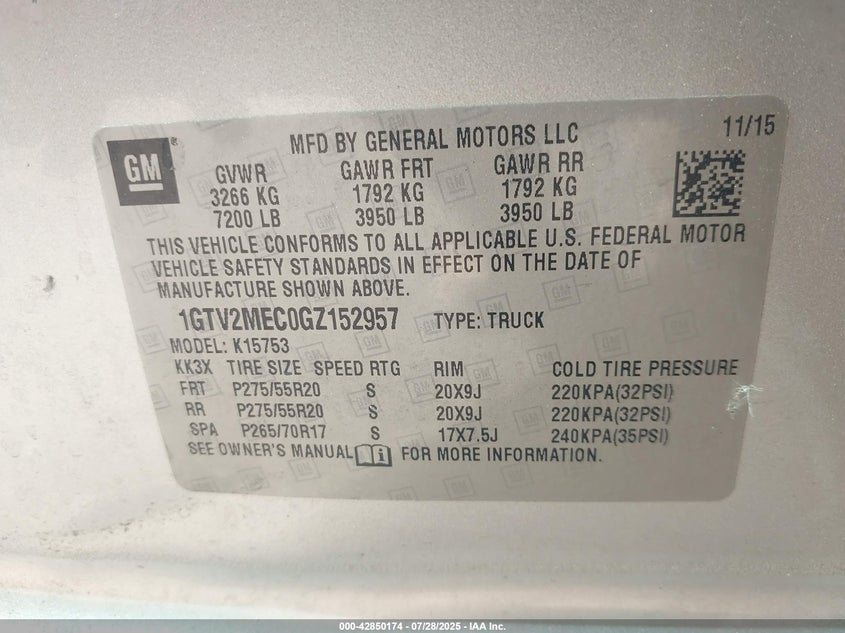 GM
MFD BY GENERAL MOTORS LLC 11/15
GVWR GAWR FRT GAWR RR
3266 KG 1792 KG 1792 KG
7200 LB 3950 LB 3950 LB
THIS VEHICLE CONFORMS TO ALL APPLICABLE U.S. FEDERAL MOTOR
VEHICLE SAFETY STANDARDS IN EFFECT ON THE DATE OF
MANUFACTURE SHOWN ABOVE.
1GTV2MEC0GZ152957 TYPE: TRUCK
MODEL: K15753
KK3X TIRE SIZE SPEED RTG RIM COLD TIRE PRESSURE
FRT P275/55R20 S 20X9J 220KPA(32PSI)
RR P275/55R20 S 20X9J 220KPA(32PSI)
SPA P265/70R17 S 17X7.5J 240KPA(35PSI)
SEE OWNER'S MANUAL FOR MORE INFORMATION.
000-42850174 - 07/28/2025 - IAA Inc.